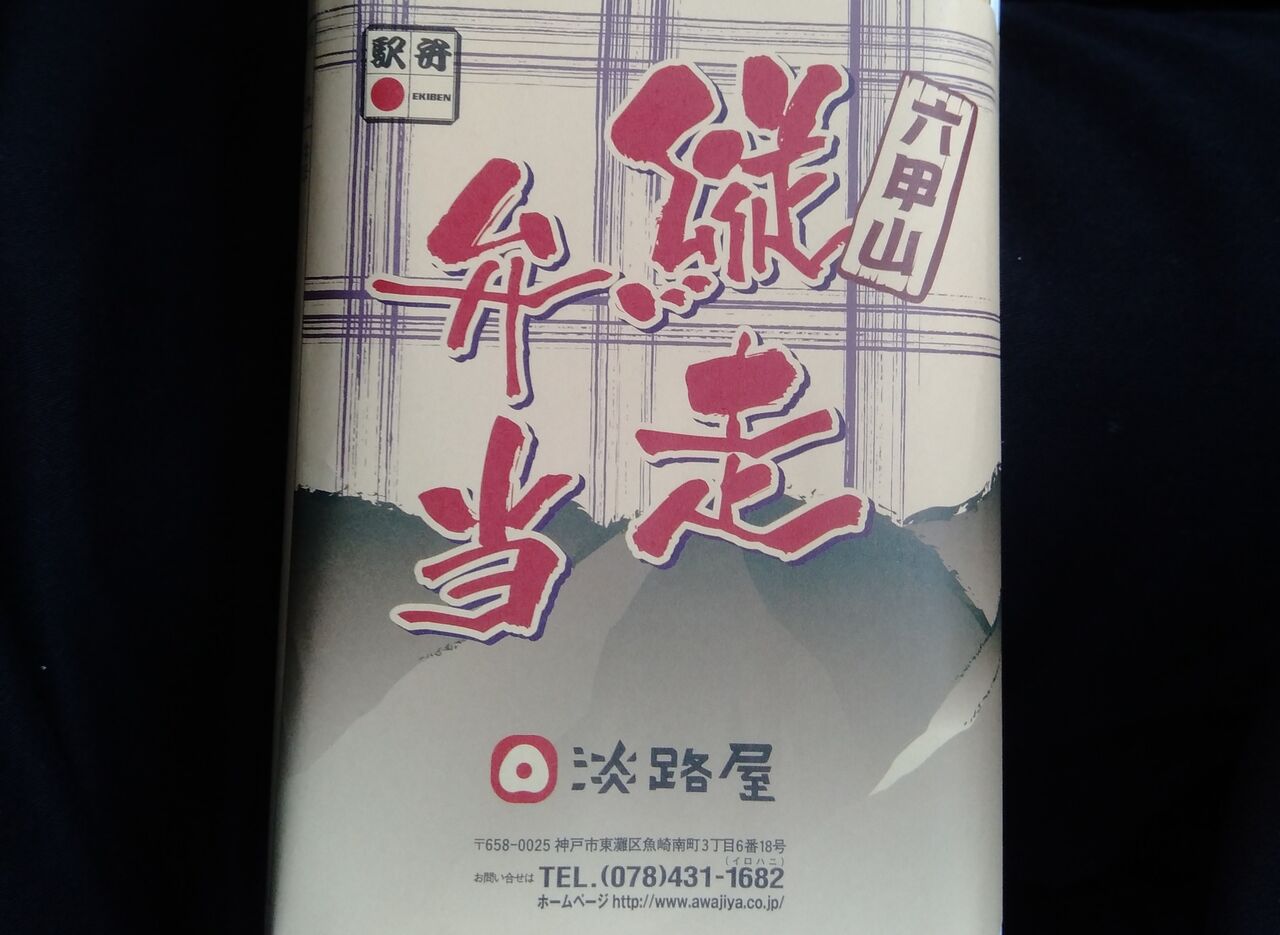 駅弁
EKIBEN
六甲山
縦走
弁当
淡路屋
〒658-0025 神戸市東灘区魚崎南町3丁目6番18号
(イロハニ)
お問い合せは TEL.(078)431-1682
ホームページ http://www.awajiya.co.jp/